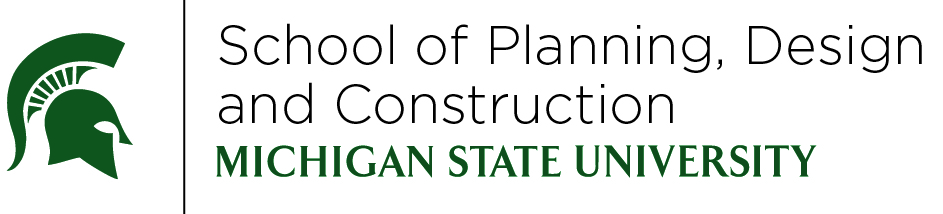 School of Planning, Design
and Construction
MICHIGAN STATE UNIVERSITY